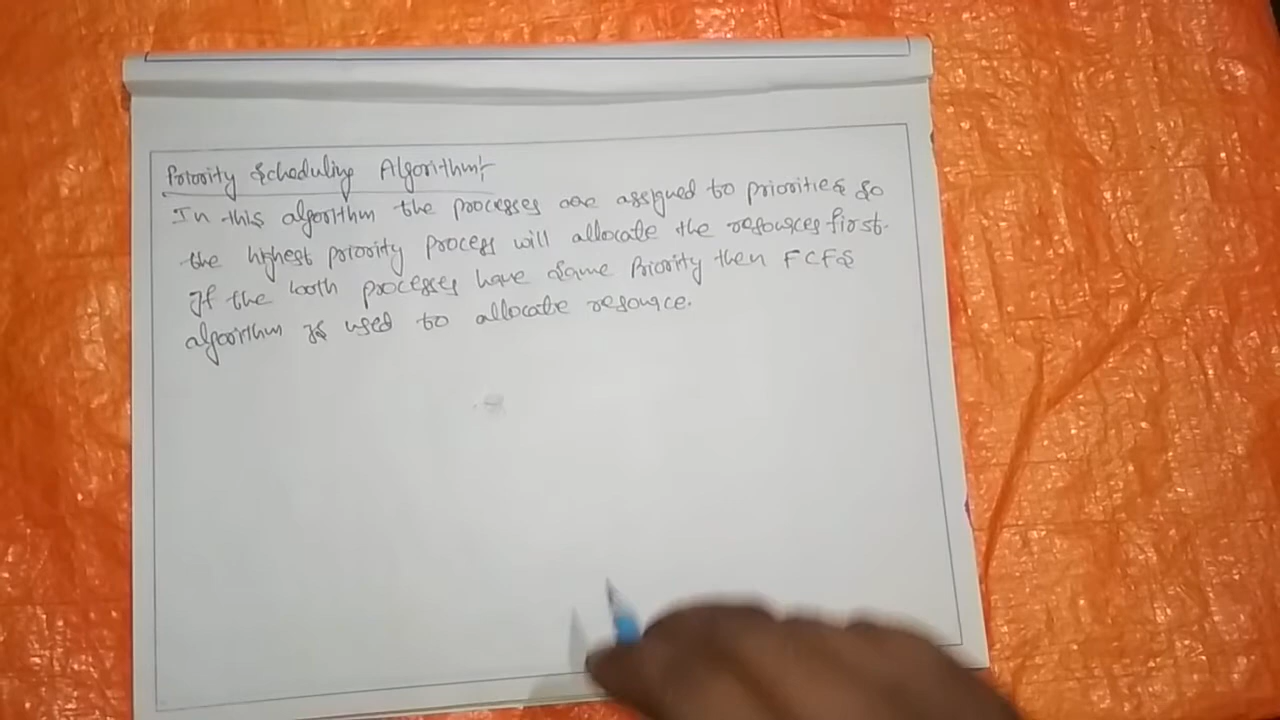 Priority Scheduling Algorithm:-
In this algorithm the processes are assigned to priorities so
the highest priority process will allocate the resources first.
If the both processes have same Priority then FCFS
algorithm is used to allocate resource.